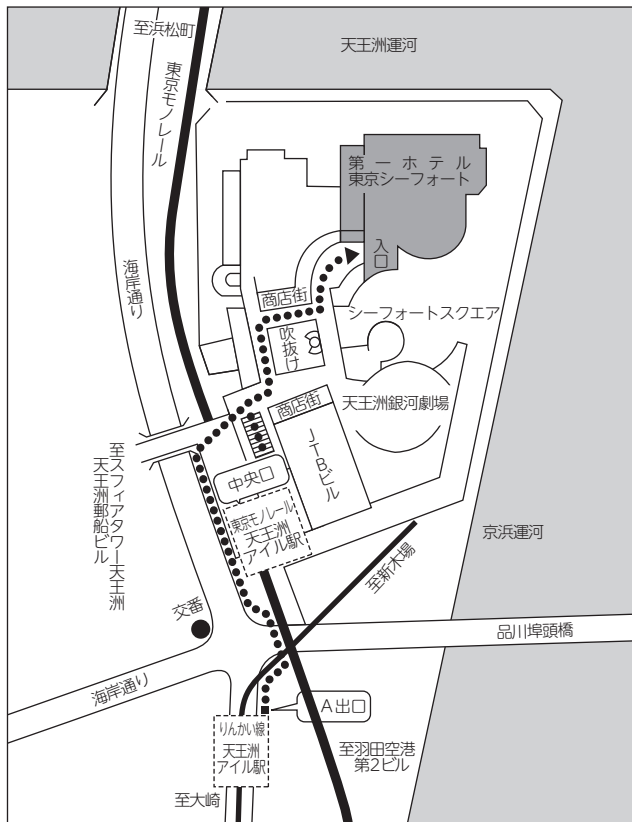 至浜松町
天王洲運河
東京モノレール
第一ホテル
東京シーフォート
入口
海岸通り
商店街
シーフォートスクエア
吹抜け
商店街
天王洲銀河劇場
JTBビル
中央口
至スフィアタワー天王洲
天王洲郵船ビル
東京モノレール
天王洲
アイル駅
京浜運河
至新木場
交番
品川埠頭橋
海岸通り
A出口
りんかい線
天王洲
アイル駅
至羽田空港
第2ビル
至大崎